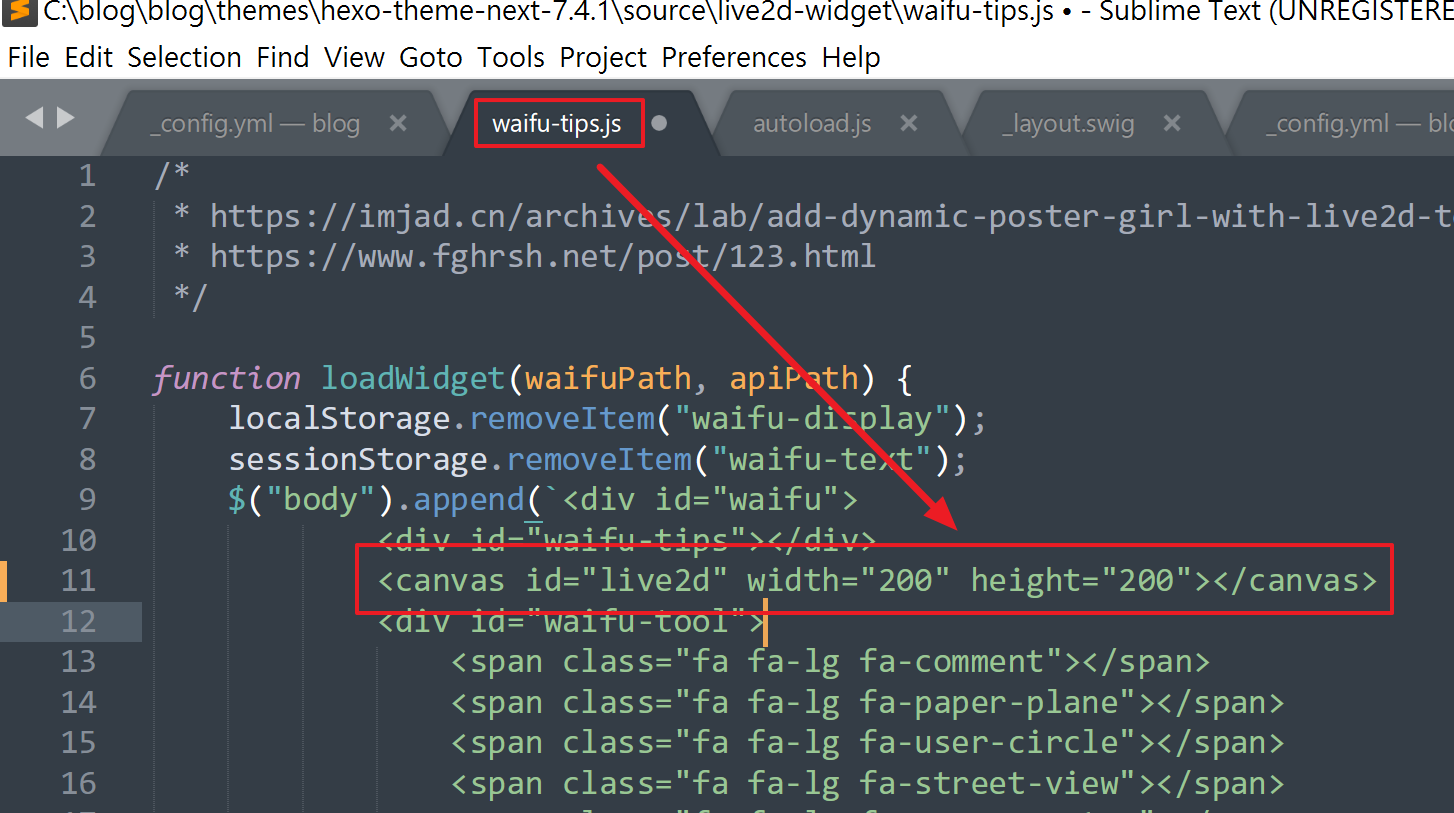 C:\blog\blog\themes\hexo-theme-next-7.4.1\source\live2d-widget\waifu-tips.js • - Sublime Text (UNREGISTERE
File Edit Selection Find View Goto Tools Project Preferences Help
_config.yml — blog × waifu-tips.js autoload.js × _layout.swig × _config.yml — blo
1 /*
2 * https://imjad.cn/archives/lab/add-dynamic-poster-girl-with-live2d-t
3 * https://www.fghrsh.net/post/123.html
4 */
5
6 function loadWidget(waifuPath, apiPath) {
7 localStorage.removeItem("waifu-display");
8 sessionStorage.removeItem("waifu-text");
9 $("body").append(`<div id="waifu">
10 <div id="waifu-tips"></div>
11 <canvas id="live2d" width="200" height="200"></canvas>
12 <div id="waifu-tool">
13 <span class="fa fa-lg fa-comment"></span>
14 <span class="fa fa-lg fa-paper-plane"></span>
15 <span class="fa fa-lg fa-user-circle"></span>
16 <span class="fa fa-lg fa-street-view"></span>